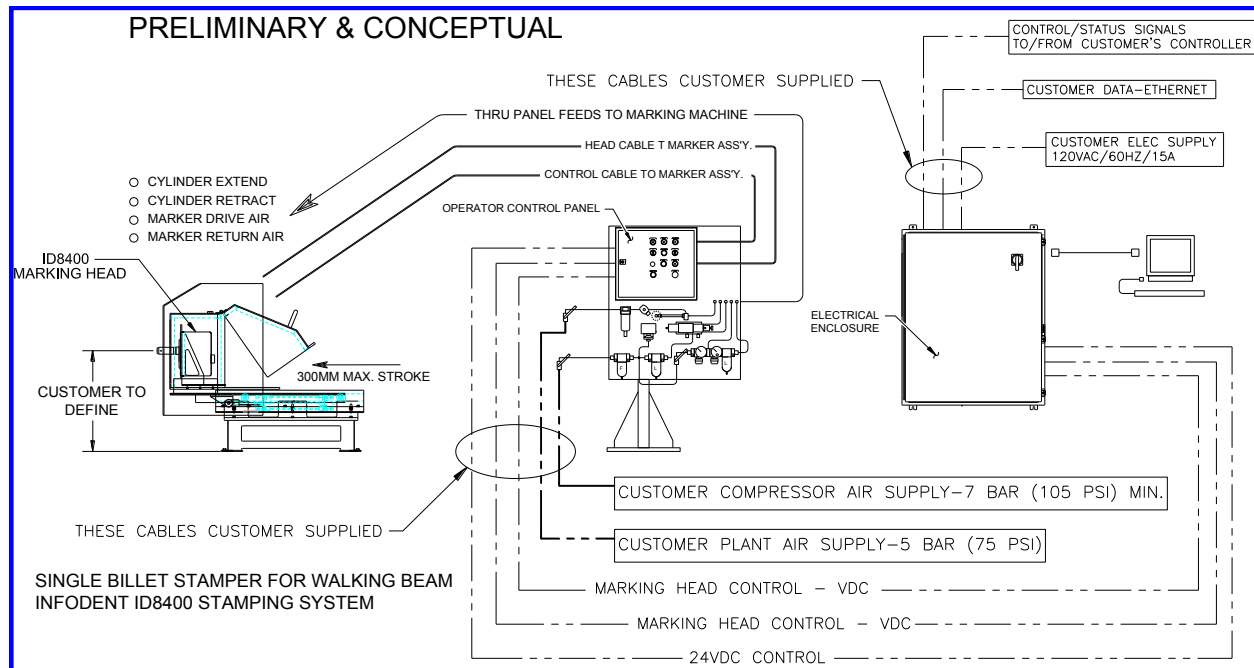 PRELIMINARY & CONCEPTUAL
CONTROL/STATUS SIGNALS
TO/FROM CUSTOMER'S CONTROLLER
THESE CABLES CUSTOMER SUPPLIED
CUSTOMER DATA-ETHERNET
THRU PANEL FEEDS TO MARKING MACHINE
CUSTOMER ELEC SUPPLY
120VAC/60HZ/15A
HEAD CABLE T MARKER ASS'Y.
CONTROL CABLE TO MARKER ASS'Y.
CYLINDER EXTEND
CYLINDER RETRACT
MARKER DRIVE AIR
MARKER RETURN AIR
OPERATOR CONTROL PANEL
ID8400
MARKING HEAD
ELECTRICAL
ENCLOSURE
300MM MAX. STROKE
CUSTOMER TO
DEFINE
F
L
L
CUSTOMER COMPRESSOR AIR SUPPLY-7 BAR (105 PSI) MIN.
THESE CABLES CUSTOMER SUPPLIED
CUSTOMER PLANT AIR SUPPLY-5 BAR (75 PSI)
SINGLE BILLET STAMPER FOR WALKING BEAM
INFODENT ID8400 STAMPING SYSTEM
MARKING HEAD CONTROL - VDC
MARKING HEAD CONTROL - VDC
24VDC CONTROL